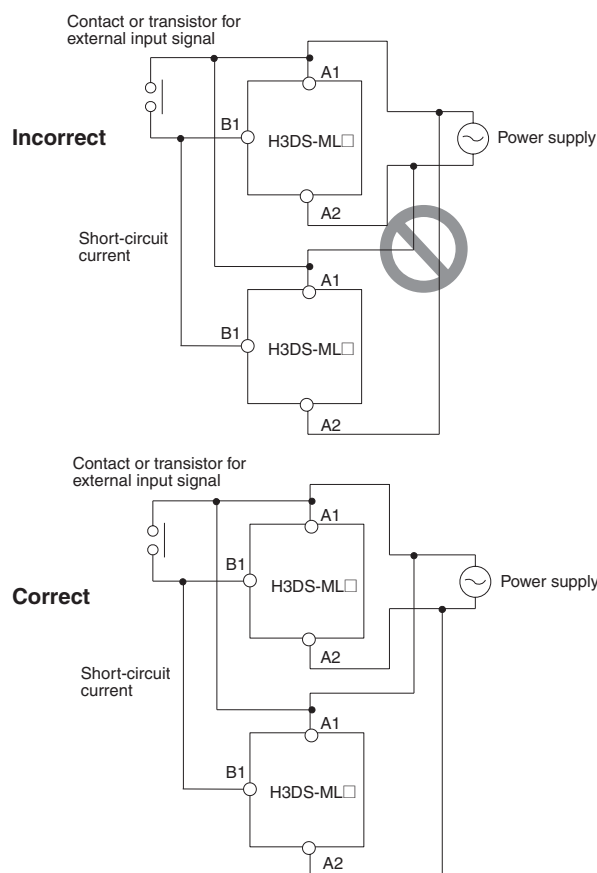 Contact or transistor for
external input signal
A1
B1
Incorrect
H3DS-ML□
Power supply
A2
Short-circuit
current
A1
B1
H3DS-ML□
A2
Contact or transistor for
external input signal
A1
B1
H3DS-ML□
Power supply
Correct
A2
Short-circuit
current
A1
B1
H3DS-ML□
A2